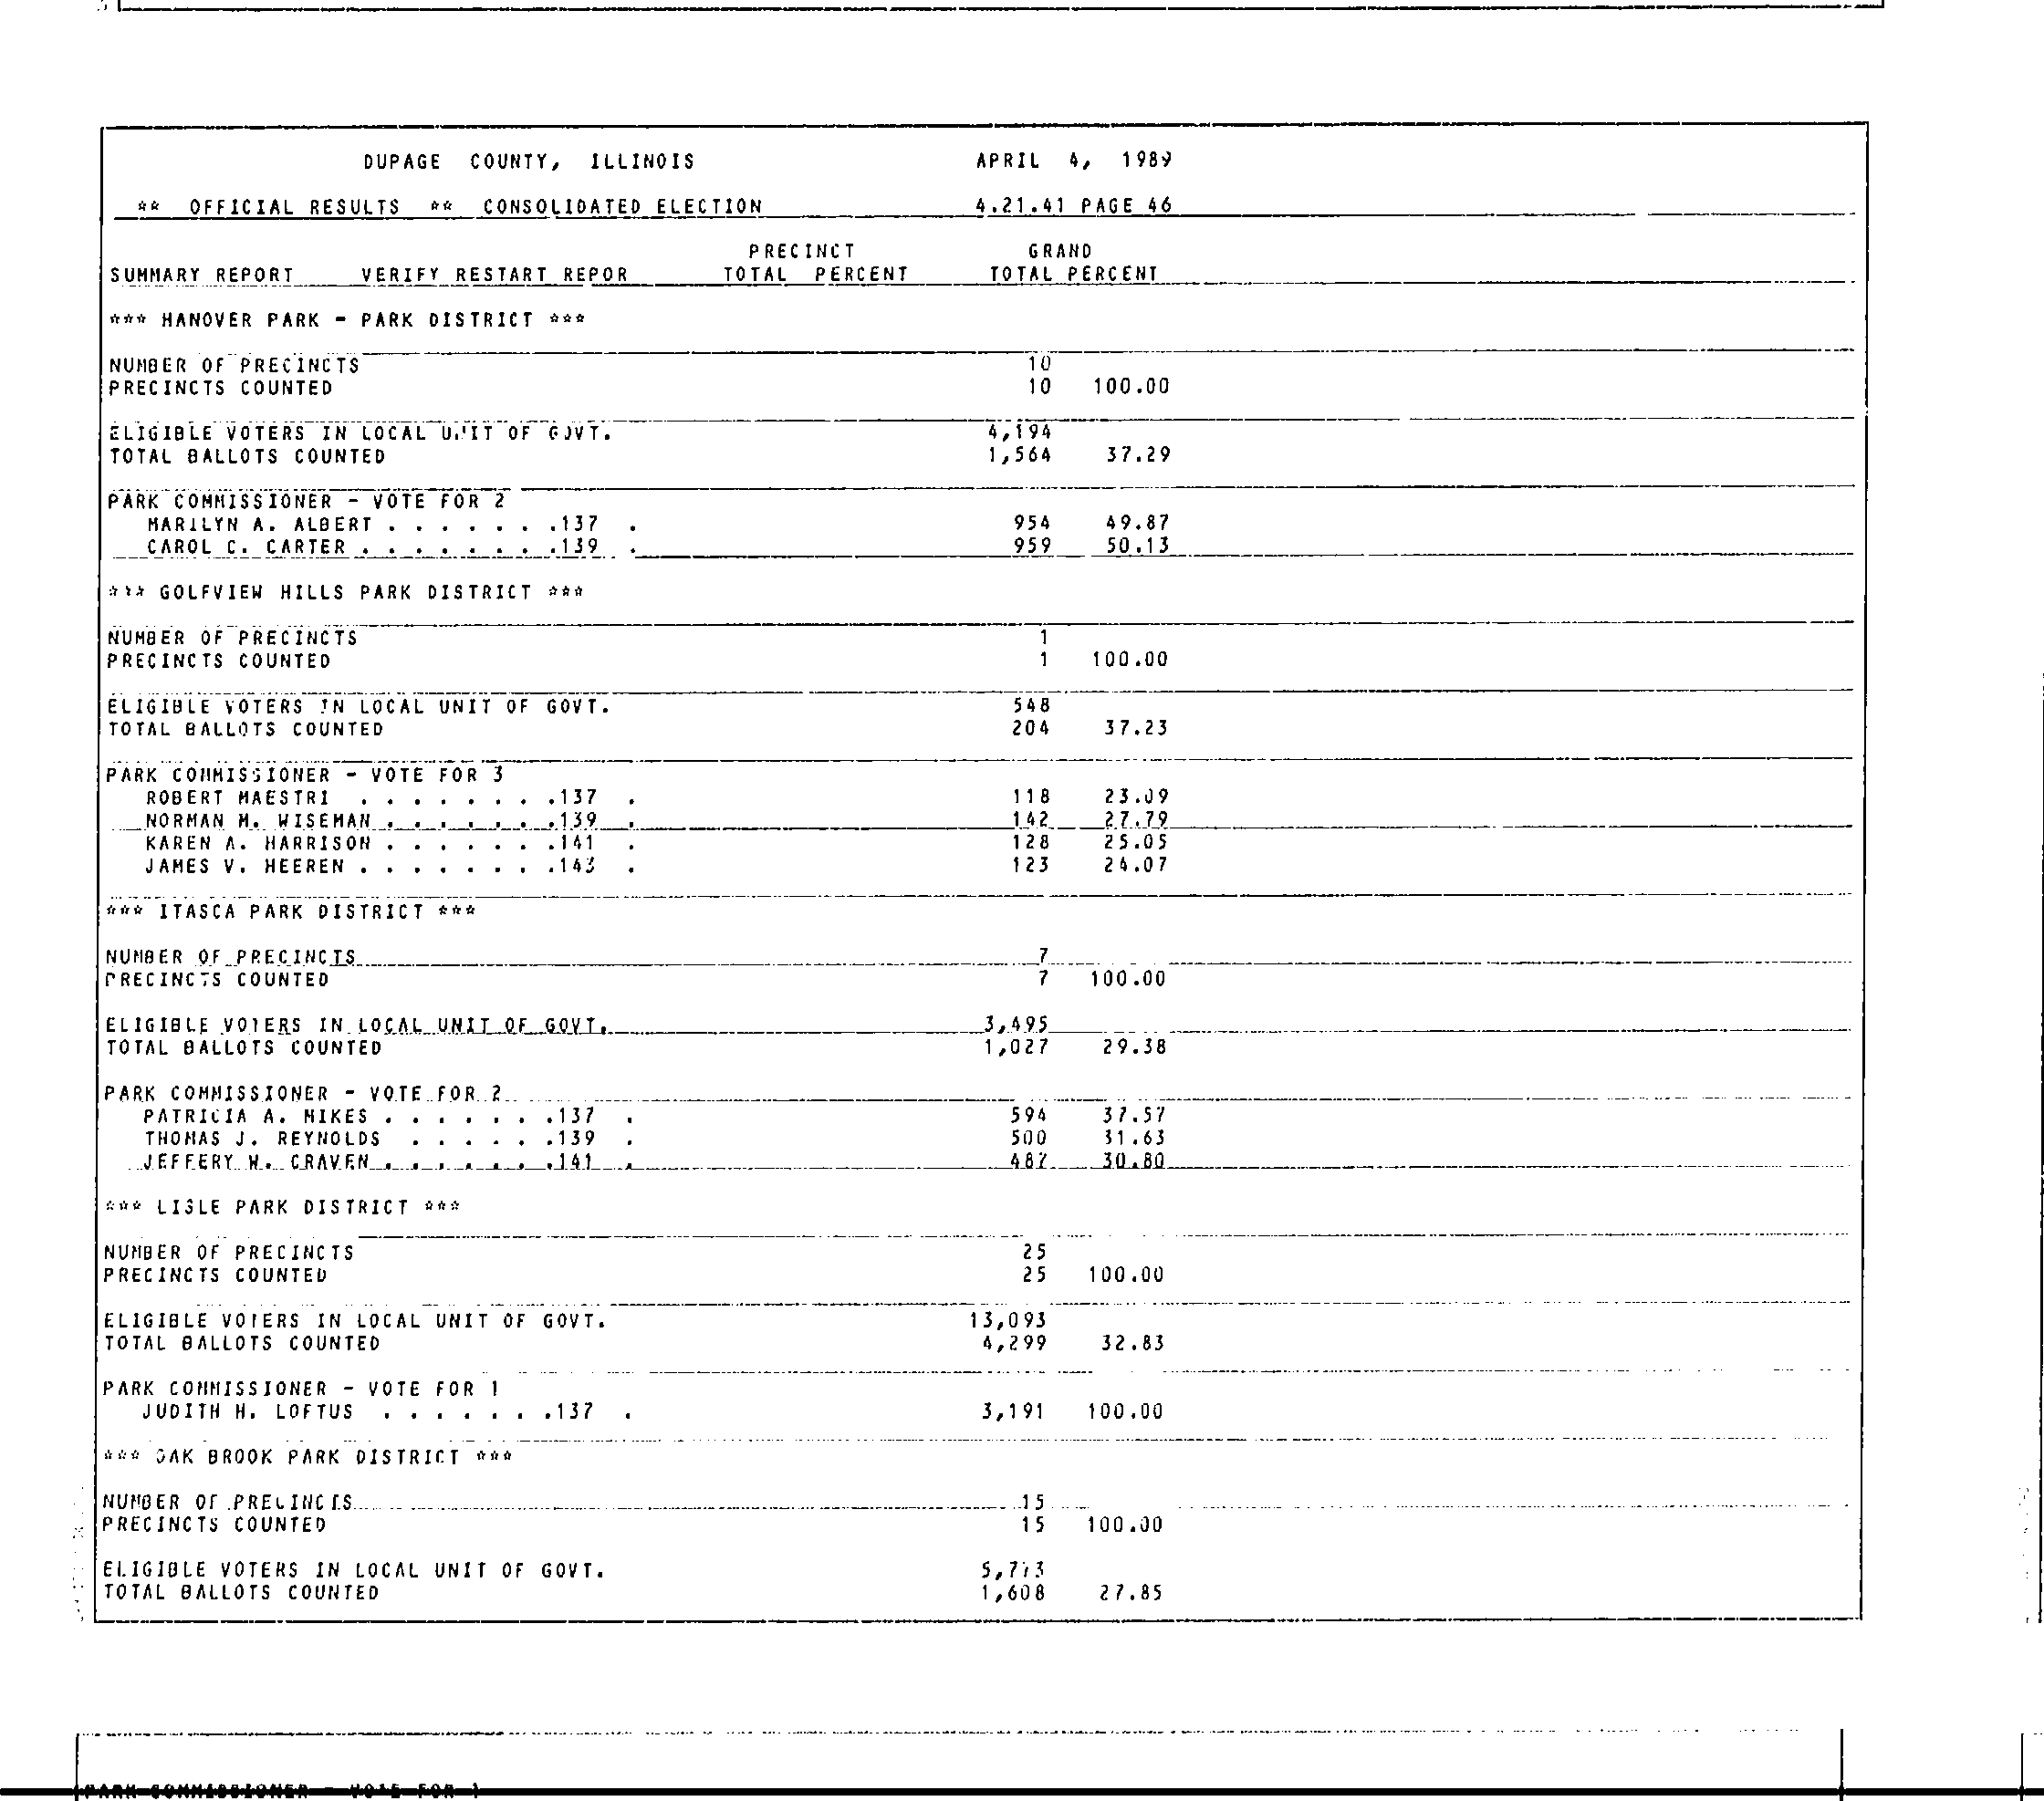 DUPAGE COUNTY, ILLINOIS APRIL 4, 1989
** OFFICIAL RESULTS ** CONSOLIDATED ELECTION 4.21.41 PAGE 46
PRECINCT GRAND
SUMMARY REPORT VERIFY RESTART REPOR TOTAL PERCENT TOTAL PERCENT
*** HANOVER PARK - PARK DISTRICT ***
NUMBER OF PRECINCTS 10
PRECINCTS COUNTED 10 100.00
ELIGIBLE VOTERS IN LOCAL UNIT OF GOVT. 4,194
TOTAL BALLOTS COUNTED 1,564 37.29
PARK COMMISSIONER - VOTE FOR 2
MARILYN A. ALBERT . . . . . . .137 . 954 49.87
CAROL C. CARTER . . . . . . . .139 . 959 50.13
*** GOLFVIEW HILLS PARK DISTRICT ***
NUMBER OF PRECINCTS 1
PRECINCTS COUNTED 1 100.00
ELIGIBLE VOTERS IN LOCAL UNIT OF GOVT. 548
TOTAL BALLOTS COUNTED 204 37.23
PARK COMMISSIONER - VOTE FOR 3
ROBERT MAESTRI . . . . . . . .137 . 118 23.09
NORMAN M. WISEMAN . . . . . . .139 . 142 27.79
KAREN A. HARRISON . . . . . . .141 . 128 25.05
JAMES V. HEEREN . . . . . . . .143 . 123 24.07
*** ITASCA PARK DISTRICT ***
NUMBER OF PRECINCTS 7
PRECINCTS COUNTED 7 100.00
ELIGIBLE VOTERS IN LOCAL UNIT OF GOVT. 3,495
TOTAL BALLOTS COUNTED 1,027 29.38
PARK COMMISSIONER - VOTE FOR 2
PATRICIA A. MIKES . . . . . . .137 . 594 37.57
THOMAS J. REYNOLDS . . . . . .139 . 500 31.63
JEFFERY W. CRAVEN . . . . . . .141 . 487 30.80
*** LISLE PARK DISTRICT ***
NUMBER OF PRECINCTS 25
PRECINCTS COUNTED 25 100.00
ELIGIBLE VOTERS IN LOCAL UNIT OF GOVT. 13,093
TOTAL BALLOTS COUNTED 4,299 32.83
PARK COMMISSIONER - VOTE FOR 1
JUDITH H. LOFTUS . . . . . . .137 . 3,191 100.00
*** OAK BROOK PARK DISTRICT ***
NUMBER OF PRECINCTS 15
PRECINCTS COUNTED 15 100.00
ELIGIBLE VOTERS IN LOCAL UNIT OF GOVT. 5,773
TOTAL BALLOTS COUNTED 1,608 27.85
PARK COMMISSIONER - VOTE FOR